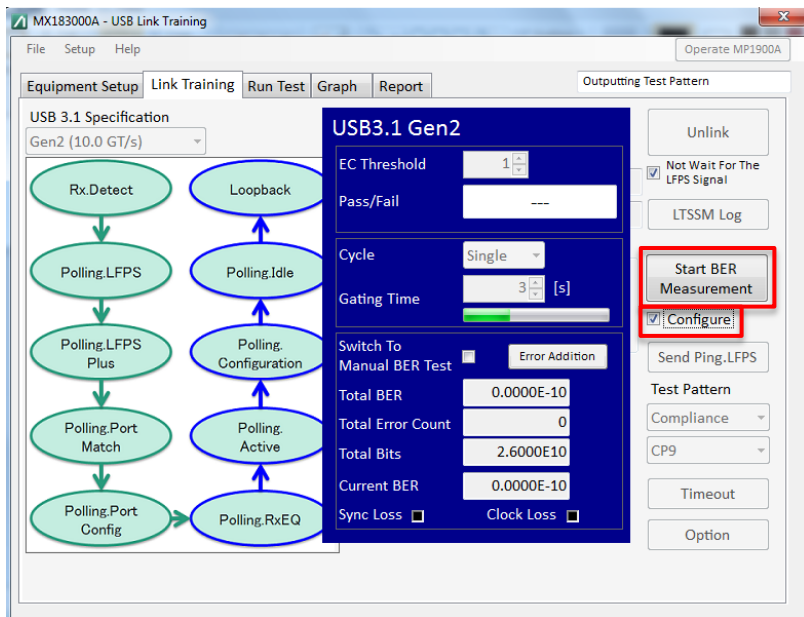 MX183000A - USB Link Training
File Setup Help
Operate MP1900A
Equipment Setup Link Training Run Test Graph Report
Outputting Test Pattern
USB 3.1 Specification
Gen2 (10.0 GT/s)
Rx.Detect
Polling.LFPS
Polling.LFPS
Plus
Polling.Port
Match
Polling.Port
Config
Polling.RxEQ
Polling.
Active
Polling.
Configuration
Polling.Idle
Loopback
USB3.1 Gen2
EC Threshold 1
Pass/Fail ---
Cycle Single
Gating Time 3 [s]
Switch To
Manual BER Test Error Addition
Total BER 0.0000E-10
Total Error Count 0
Total Bits 2.6000E10
Current BER 0.0000E-10
Sync Loss Clock Loss
Unlink
Not Wait For The
LFPS Signal
LTSSM Log
Start BER
Measurement
Configure
Send Ping.LFPS
Test Pattern
Compliance
CP9
Timeout
Option